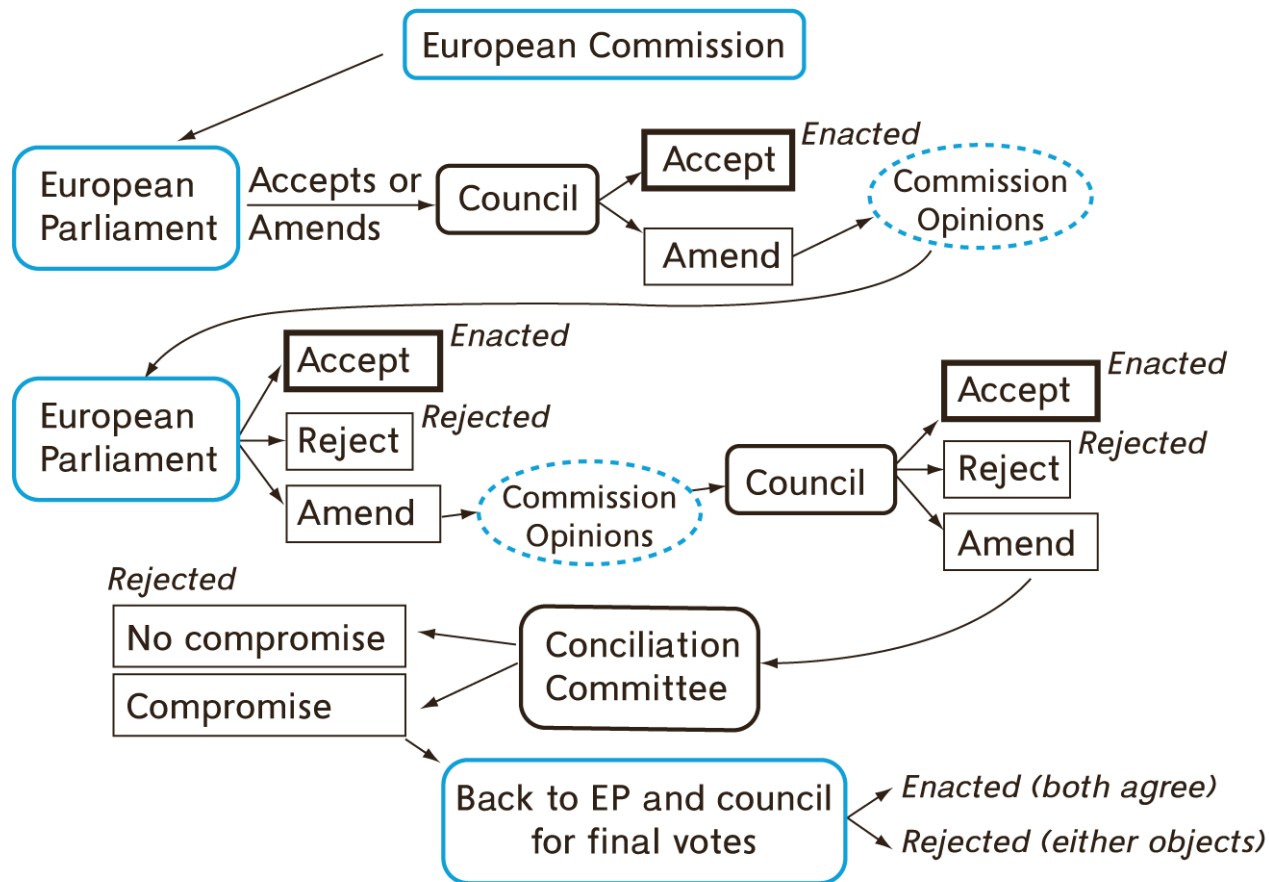 European Commission
European
Parliament
Accepts or
Amends
Council
Accept
Enacted
Amend
Commission
Opinions
European
Parliament
Accept
Enacted
Reject
Rejected
Amend
Commission
Opinions
Council
Accept
Enacted
Reject
Rejected
Amend
Conciliation
Committee
Rejected
No compromise
Compromise
Back to EP and council
for final votes
Enacted (both agree)
Rejected (either objects)